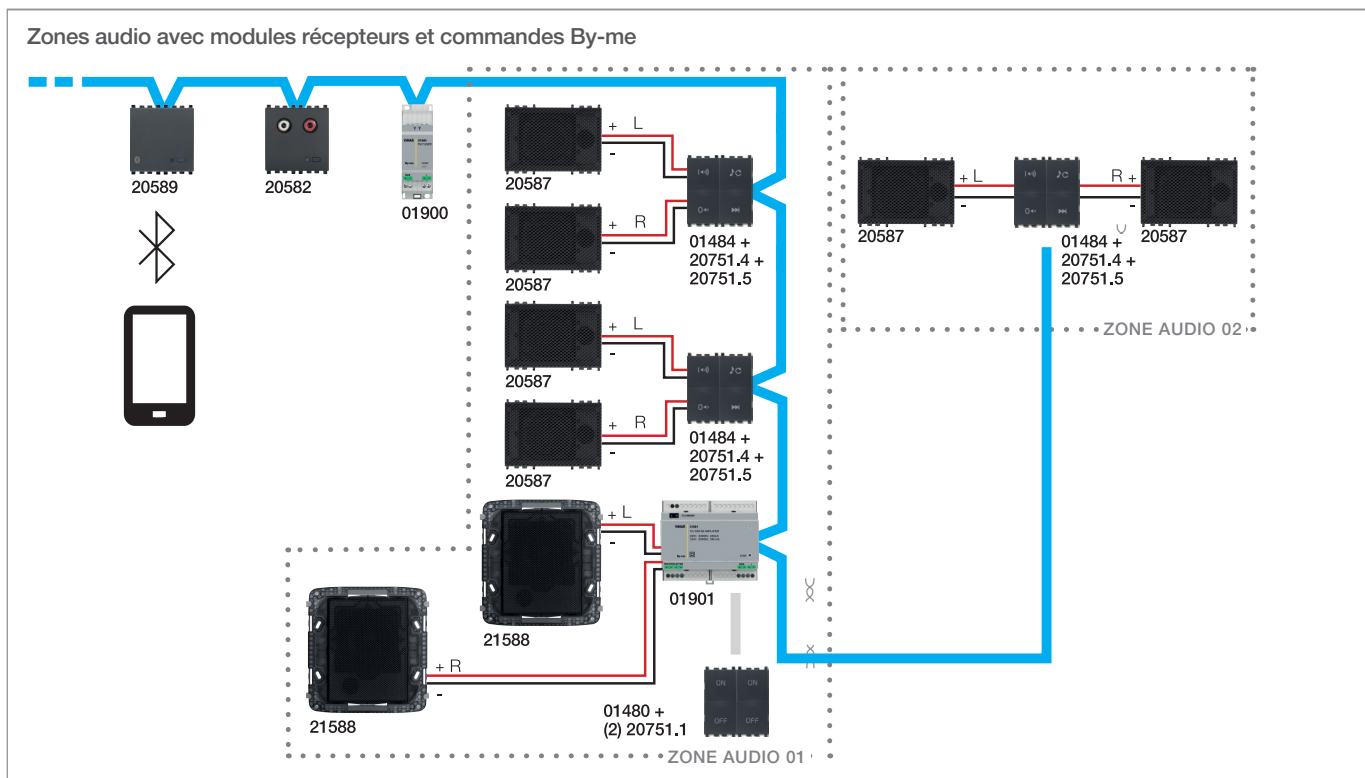 Zones audio avec modules récepteurs et commandes By-me
20589
20582
01900
+ L
-
20587
+ R
-
20587
01484 +
20751.4 +
20751.5
+ L
-
20587
+ R
-
20587
01484 +
20751.4 +
20751.5
+ L
-
21588
+ R
-
21588
01901
By-me
ON ON
OFF OFF
01480 +
(2) 20751.1
ZONE AUDIO 01
+ L
-
20587
R +
-
20587
01484 +
20751.4 +
20751.5
ZONE AUDIO 02